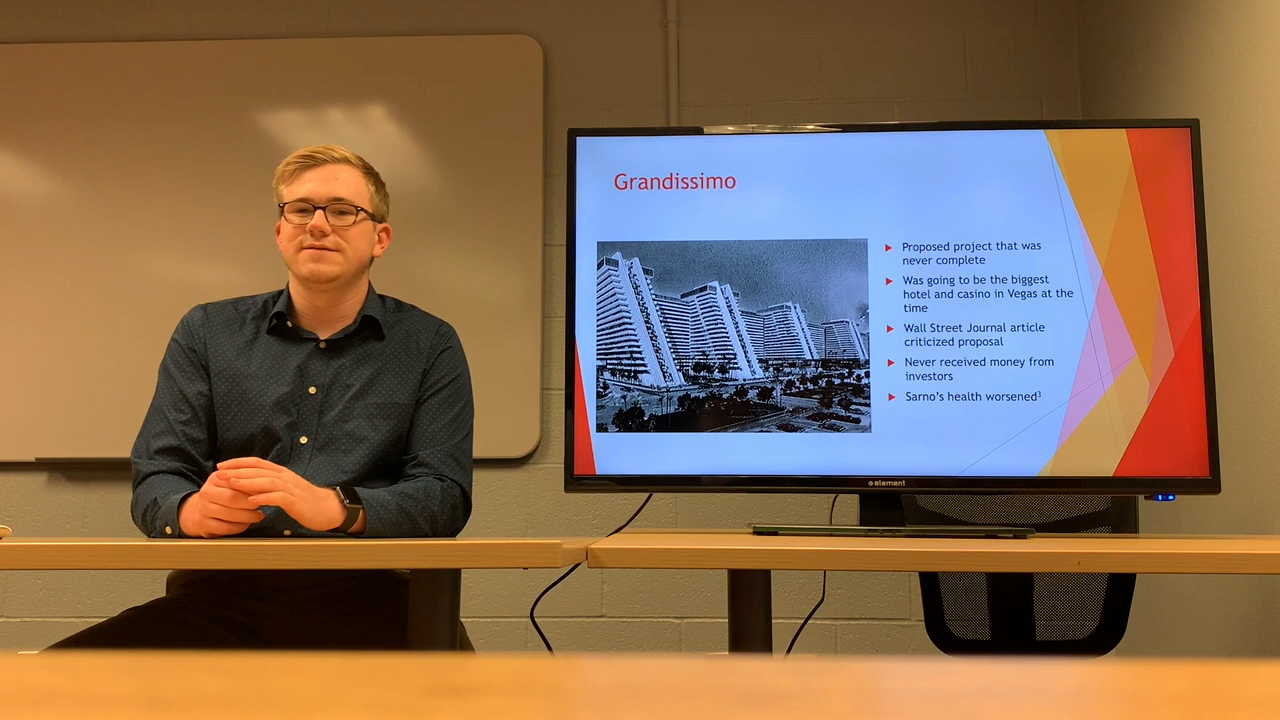 Grandissimo
Proposed project that was
never complete
Was going to be the biggest
hotel and casino in Vegas at the
time
Wall Street Journal article
criticized proposal
Never received money from
investors
Sarno's health worsened³
element